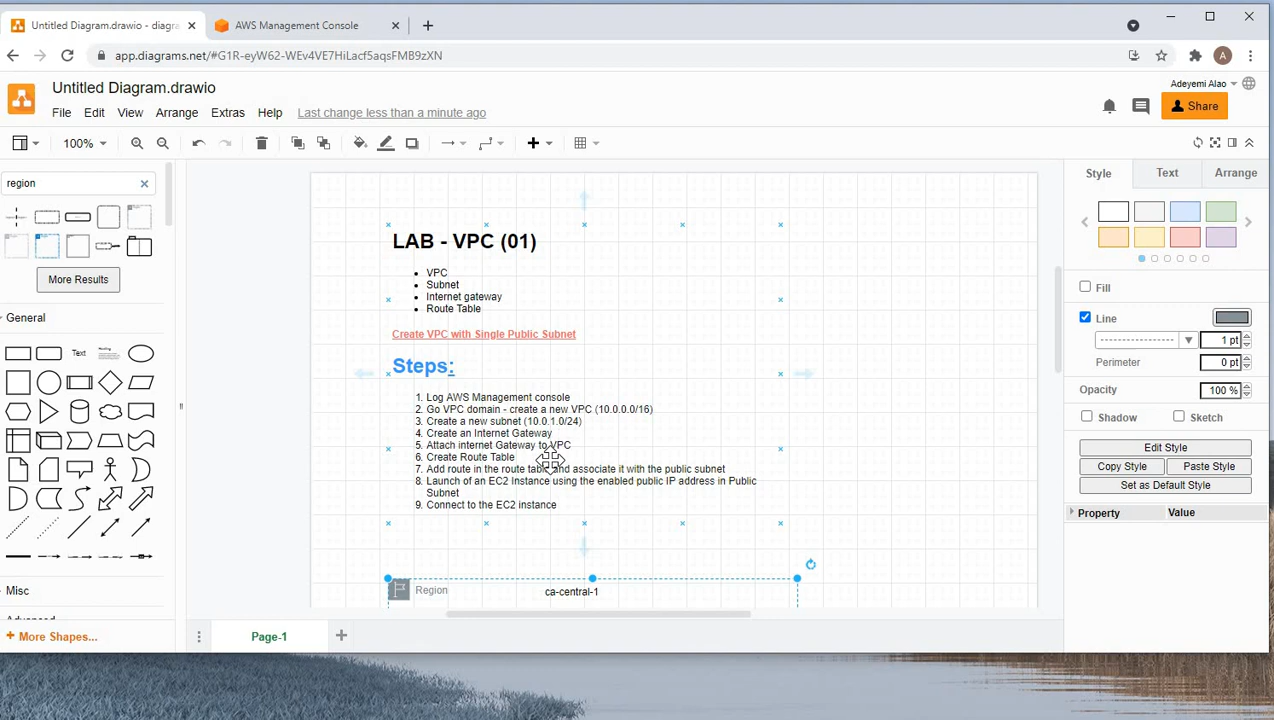 Untitled Diagram.drawio - diagra
AWS Management Console
app.diagrams.net/#G1R-eyW62-WEv4VE7HiLacf5aqsFMB9zXN
A
Untitled Diagram.drawio
Adeyemi Alao
File Edit View Arrange Extras Help Last change less than a minute ago
Share
100%
region
Style Text Arrange
More Results
General
Text
Heading
LAB - VPC (01)
VPC
Subnet
Internet gateway
Route Table
Create VPC with Single Public Subnet
Steps:
1. Log AWS Management console
2. Go VPC domain - create a new VPC (10.0.0.0/16)
3. Create a new subnet (10.0.1.0/24)
4. Create an Internet Gateway
5. Attach internet Gateway to VPC
6. Create Route Table
7. Add route in the route table and associate it with the public subnet
8. Launch of an EC2 Instance using the enabled public IP address in Public
Subnet
9. Connect to the EC2 instance
Region
ca-central-1
Fill
Line
1 pt
Perimeter
0 pt
Opacity
100 %
Shadow
Sketch
Edit Style
Copy Style
Paste Style
Set as Default Style
Property
Value
Misc
+ More Shapes...
Page-1